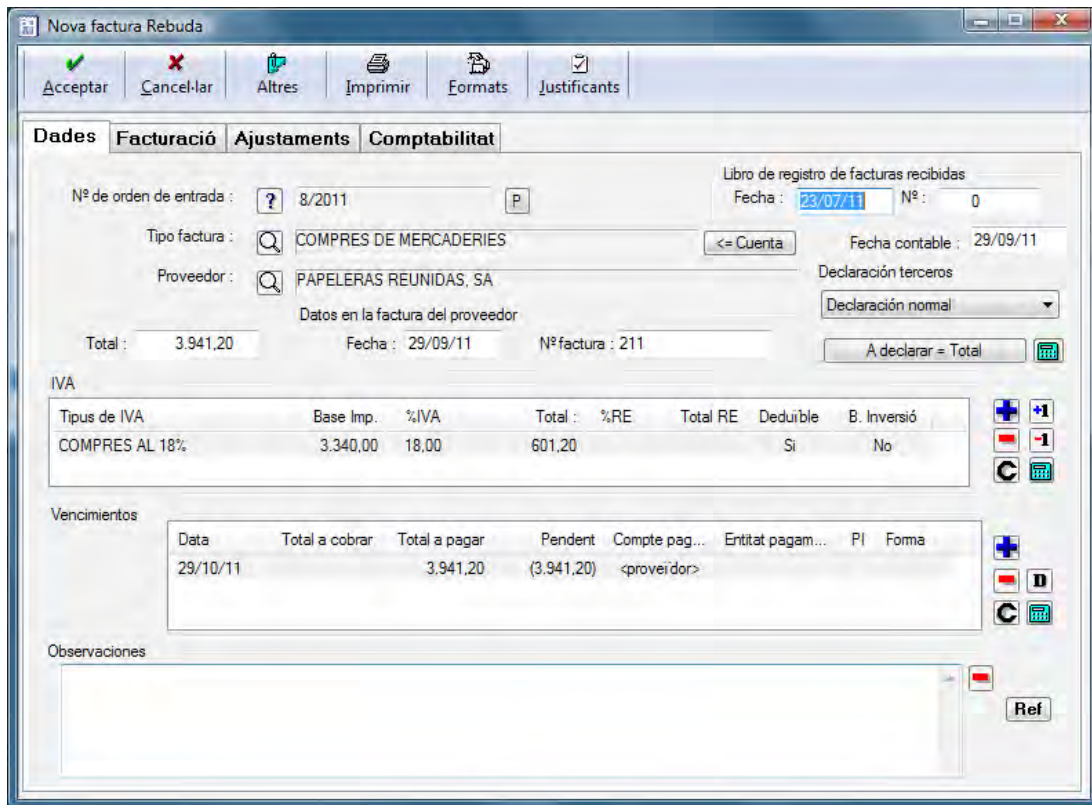 Nova factura Rebuda
Acceptar Cancel·lar Altres Imprimir Formats Justificants
Dades Facturació Ajustaments Comptabilitat
Libro de registro de facturas recibidas
Nº de orden de entrada : ? 8/2011 P Fecha : 23/07/11 Nº : 0
Tipo factura : COMPRES DE MERCADERIES <= Cuenta Fecha contable : 29/09/11
Proveedor : PAPELERAS REUNIDAS, SA Declaración terceros
Datos en la factura del proveedor Declaración normal
Total : 3.941,20 Fecha : 29/09/11 Nº factura : 211 A declarar = Total
IVA
Tipus de IVA Base Imp. %IVA Total : %RE Total RE Deduïble B. Inversió +1
COMPRES AL 18% 3.340,00 18,00 601,20 Si No -1
C
Vencimientos
Data Total a cobrar Total a pagar Pendent Compte pag... Entitat pagam... PI Forma
29/10/11 3.941,20 (3.941,20) <proveïdor> D
C
Observaciones
Ref